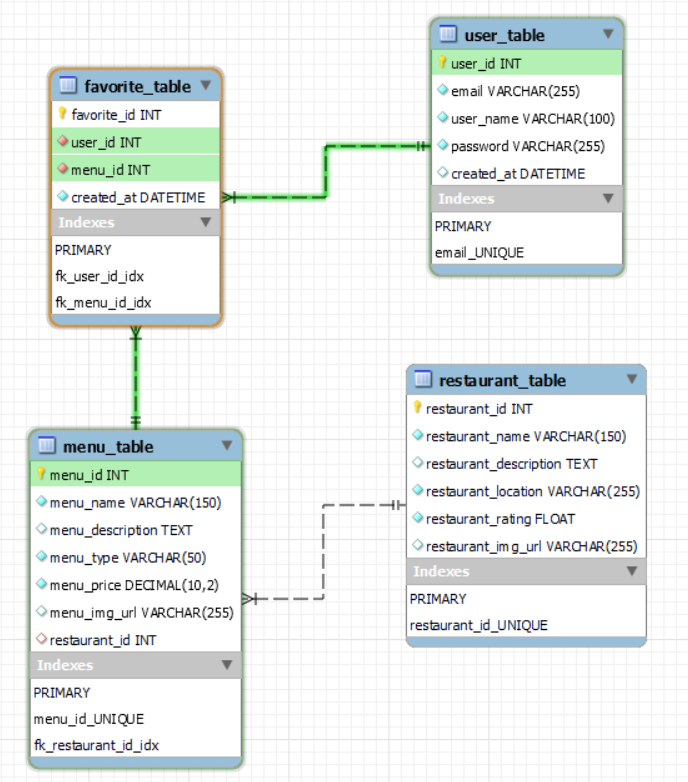 favorite_table
favorite_id INT
user_id INT
menu_id INT
created_at DATETIME
Indexes
PRIMARY
fk_user_id_idx
fk_menu_id_idx
user_table
user_id INT
email VARCHAR(255)
user_name VARCHAR(100)
password VARCHAR(255)
created_at DATETIME
Indexes
PRIMARY
email_UNIQUE
menu_table
menu_id INT
menu_name VARCHAR(150)
menu_description TEXT
menu_type VARCHAR(50)
menu_price DECIMAL(10,2)
menu_img_url VARCHAR(255)
restaurant_id INT
Indexes
PRIMARY
menu_id_UNIQUE
fk_restaurant_id_idx
restaurant_table
restaurant_id INT
restaurant_name VARCHAR(150)
restaurant_description TEXT
restaurant_location VARCHAR(255)
restaurant_rating FLOAT
restaurant_img_url VARCHAR(255)
Indexes
PRIMARY
restaurant_id_UNIQUE